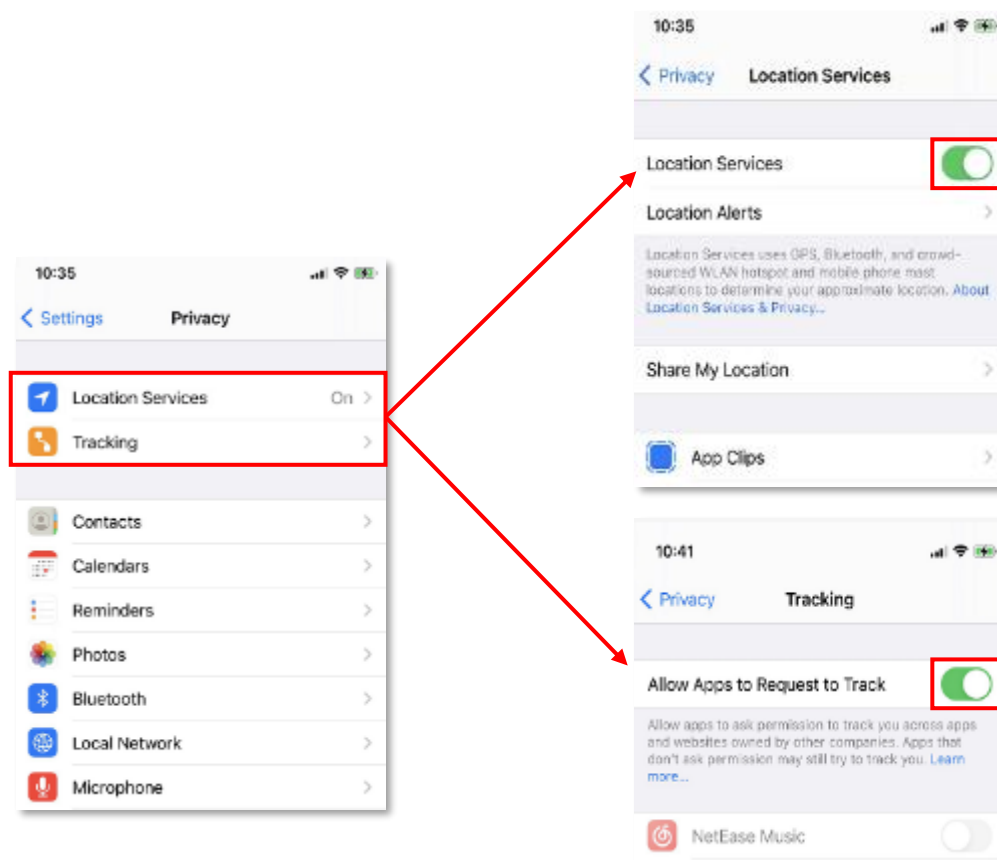 10:35
Settings
Privacy
Location Services
On
Tracking
Contacts
Calendars
Reminders
Photos
Bluetooth
Local Network
Microphone
10:35
Privacy
Location Services
Location Services
Location Alerts
Location Services uses GPS, Bluetooth, and crowd-
sourced WLAN hotspot and mobile phone mast
locations to determine your approximate location. About
Location Services & Privacy...
Share My Location
App Clips
10:41
Privacy
Tracking
Allow Apps to Request to Track
Allow apps to ask permission to track you across apps
and websites owned by other companies. Apps that
don't ask permission may still try to track you. Learn
more...
NetEase Music